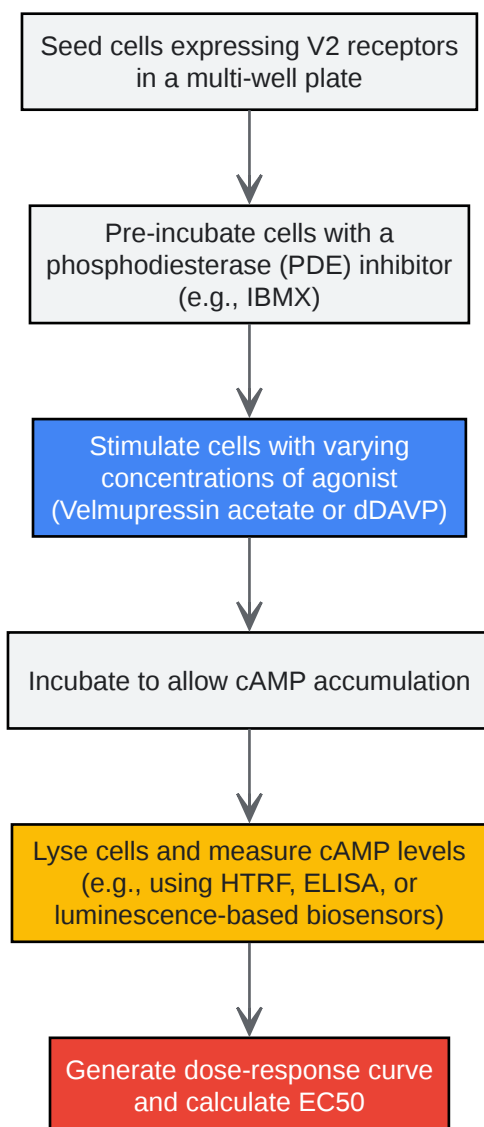 Seed cells expressing V2 receptors
in a multi-well plate
Pre-incubate cells with a
phosphodiesterase (PDE) inhibitor
(e.g., IBMX)
Stimulate cells with varying
concentrations of agonist
(Velmupressin acetate or dDAVP)
Incubate to allow cAMP accumulation
Lyse cells and measure cAMP levels
(e.g., using HTRF, ELISA, or
luminescence-based biosensors)
Generate dose-response curve
and calculate EC50